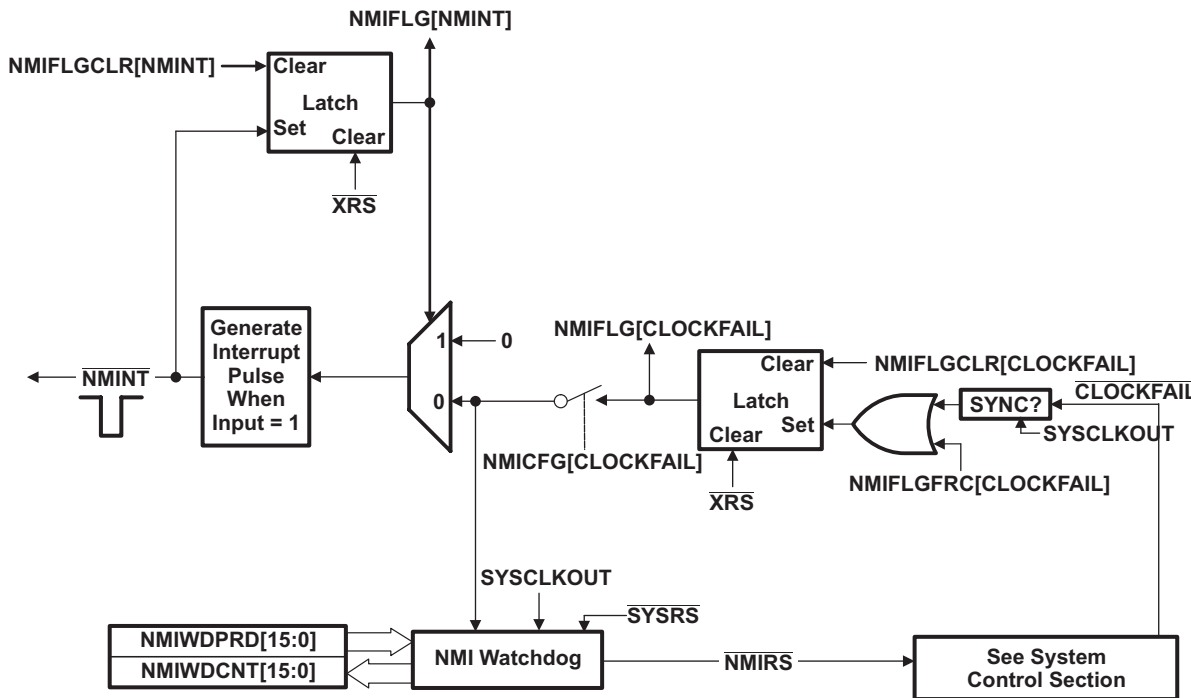 NMIFLG[NMINT]
NMIFLGCLR[NMINT]
Clear
Latch
Set
Clear
XRS
Generate
Interrupt
Pulse
When
Input = 1
NMINT
1
0
0
NMIFLG[CLOCKFAIL]
NMICFG[CLOCKFAIL]
Clear
Latch
Clear
Set
XRS
NMIFLGCLR[CLOCKFAIL]
CLOCKFAIL
SYNC?
SYSCLKOUT
NMIFLGFRC[CLOCKFAIL]
SYSCLKOUT
SYSRS
NMIWDPRD[15:0]
NMIWDCNT[15:0]
NMI Watchdog
NMIRS
See System
Control Section